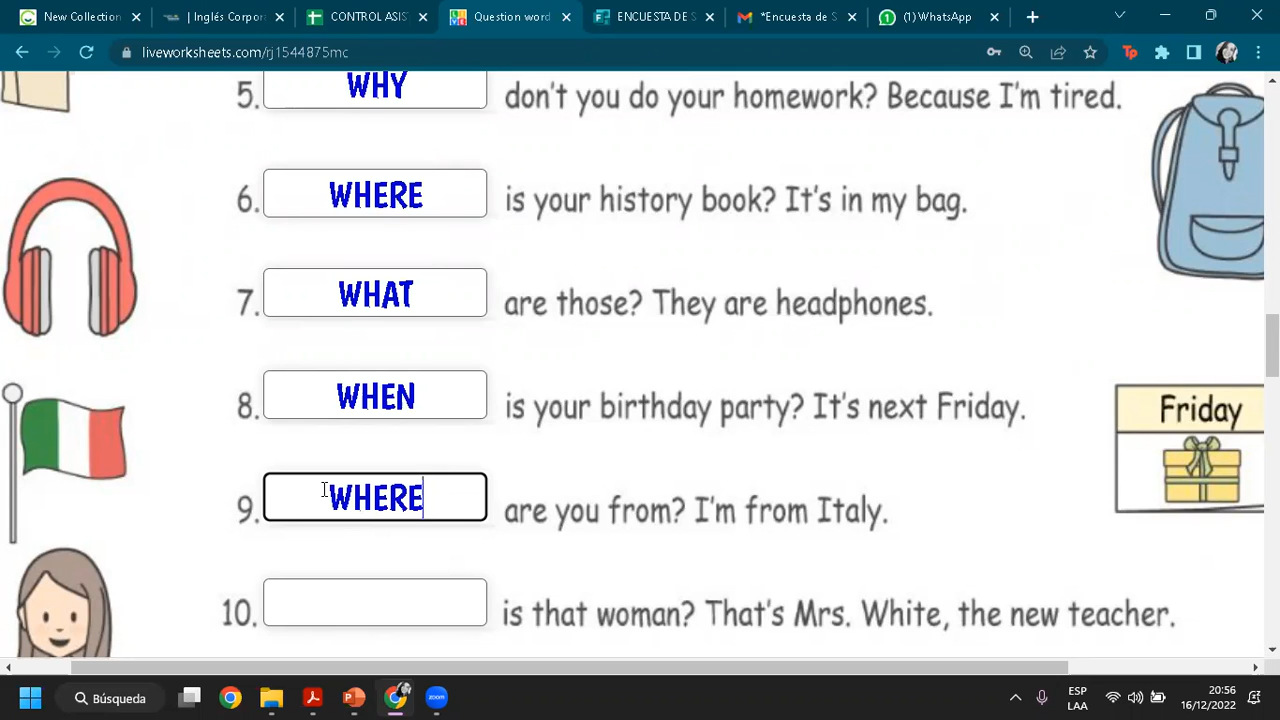 New Collection
| Inglés Corpora
CONTROL ASIS
Question word
ENCUESTA DE S
*Encuesta de S
(1) WhatsApp
liveworksheets.com/rj1544875mc
5. WHY don't you do your homework? Because I'm tired.
6. WHERE is your history book? It's in my bag.
7. WHAT are those? They are headphones.
8. WHEN is your birthday party? It's next Friday.
Friday
9. WHERE are you from? I'm from Italy.
10. is that woman? That's Mrs. White, the new teacher.
Búsqueda
zoom
ESP
LAA
20:56
16/12/2022